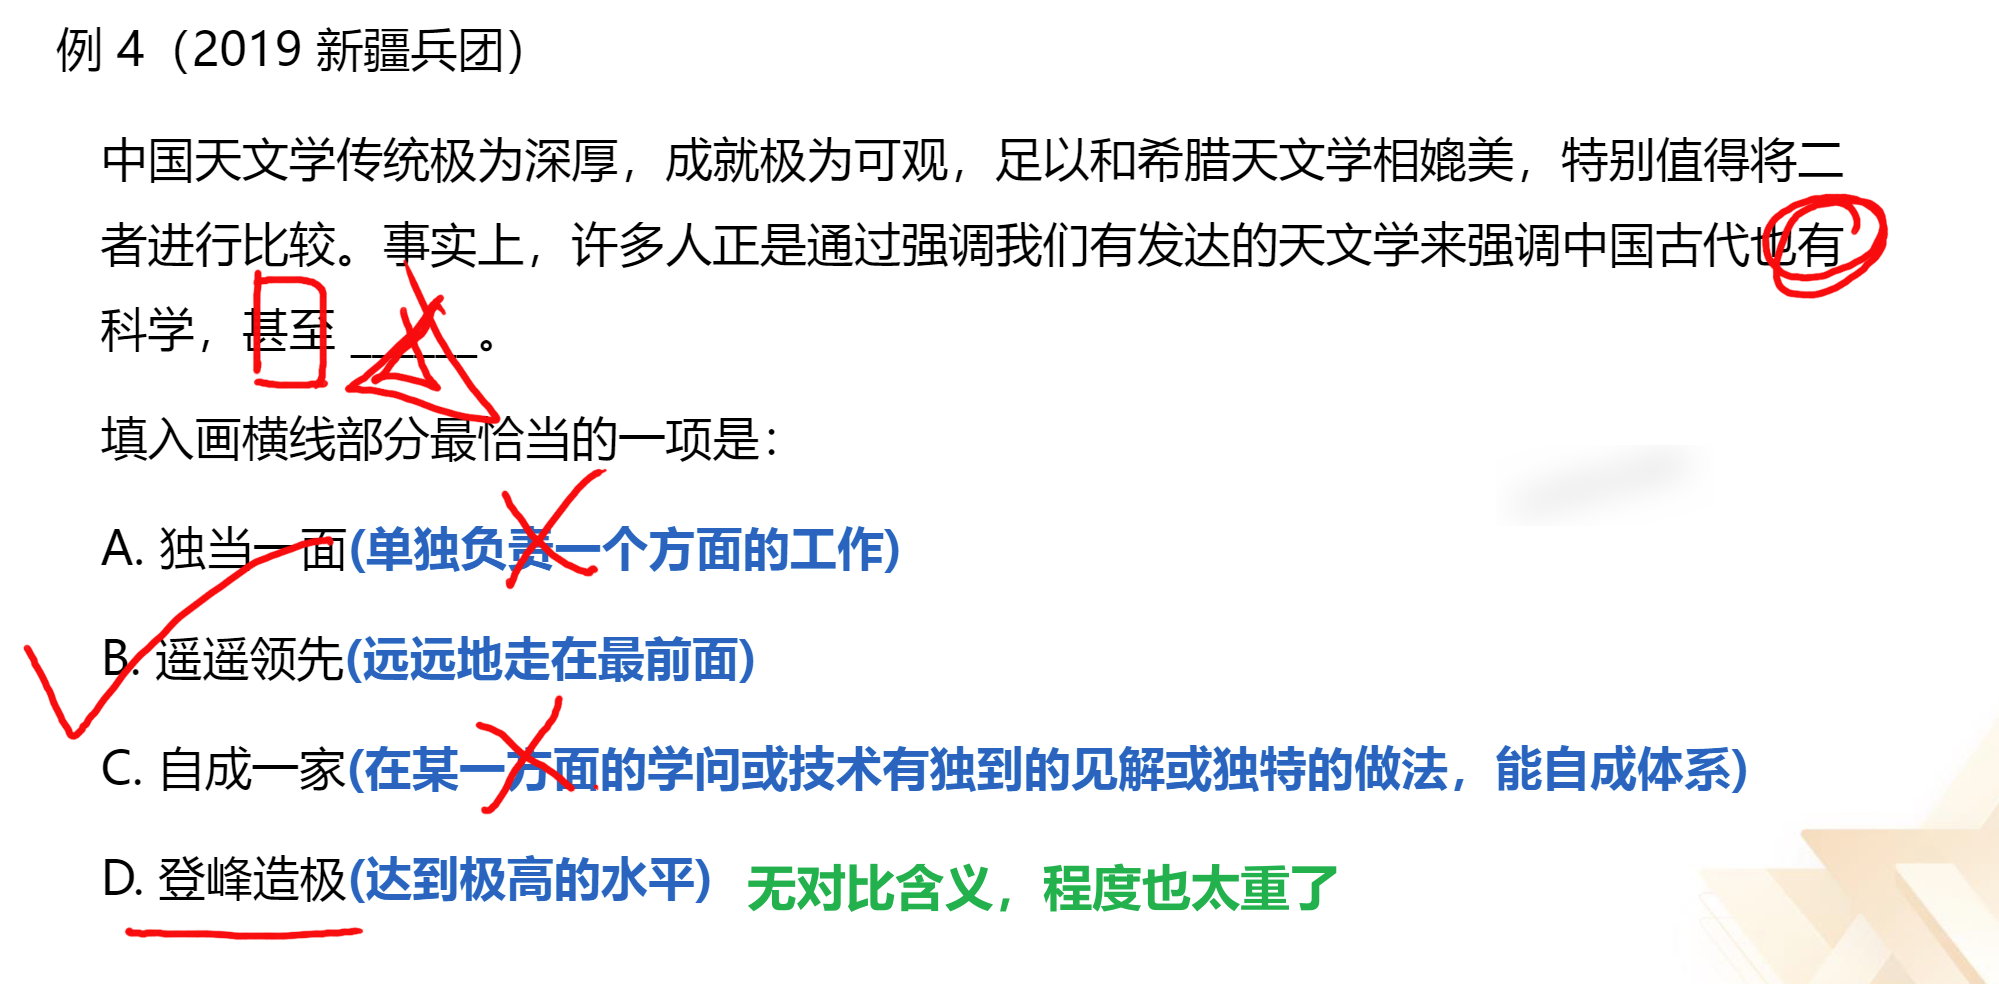 例 4（2019 新疆兵团）
中国天文学传统极为深厚，成就极为可观，足以和希腊天文学相媲美，特别值得将二
者进行比较。事实上，许多人正是通过强调我们有发达的天文学来强调中国古代也有
科学，甚至 ______。
填入画横线部分最恰当的一项是：
A. 独当一面(单独负责一个方面的工作)
B. 遥遥领先(远远地走在最前面)
C. 自成一家(在某一方面的学问或技术有独到的见解或独特的做法，能自成体系)
D. 登峰造极(达到极高的水平) 无对比含义，程度也太重了